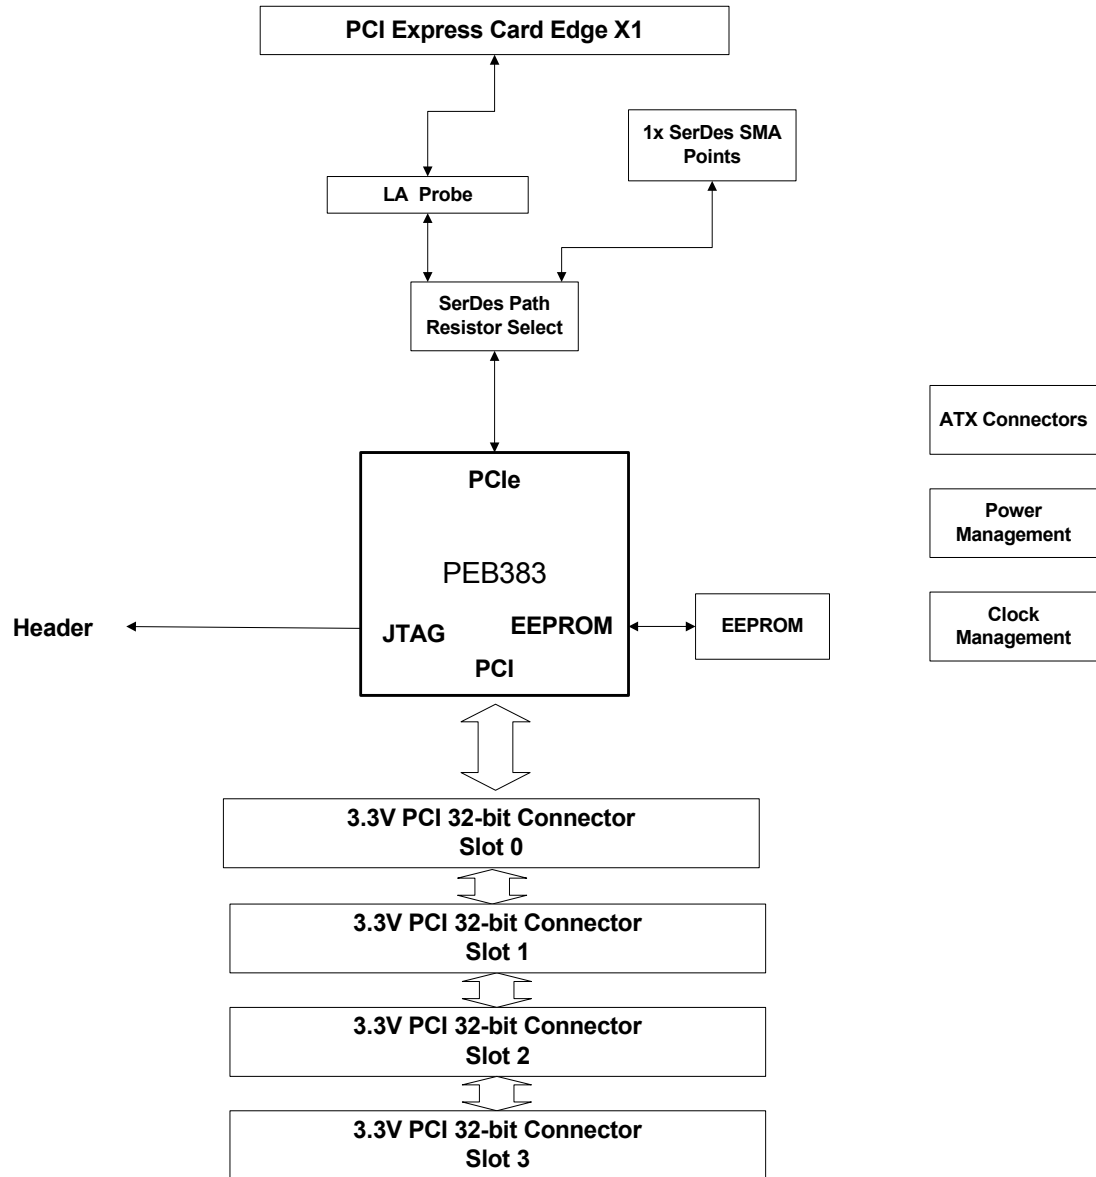 PCI Express Card Edge X1
1x SerDes SMA
Points
LA Probe
SerDes Path
Resistor Select
ATX Connectors
PCIe
Power
Management
PEB383
Header
JTAG
EEPROM
EEPROM
Clock
Management
PCI
3.3V PCI 32-bit Connector
Slot 0
3.3V PCI 32-bit Connector
Slot 1
3.3V PCI 32-bit Connector
Slot 2
3.3V PCI 32-bit Connector
Slot 3